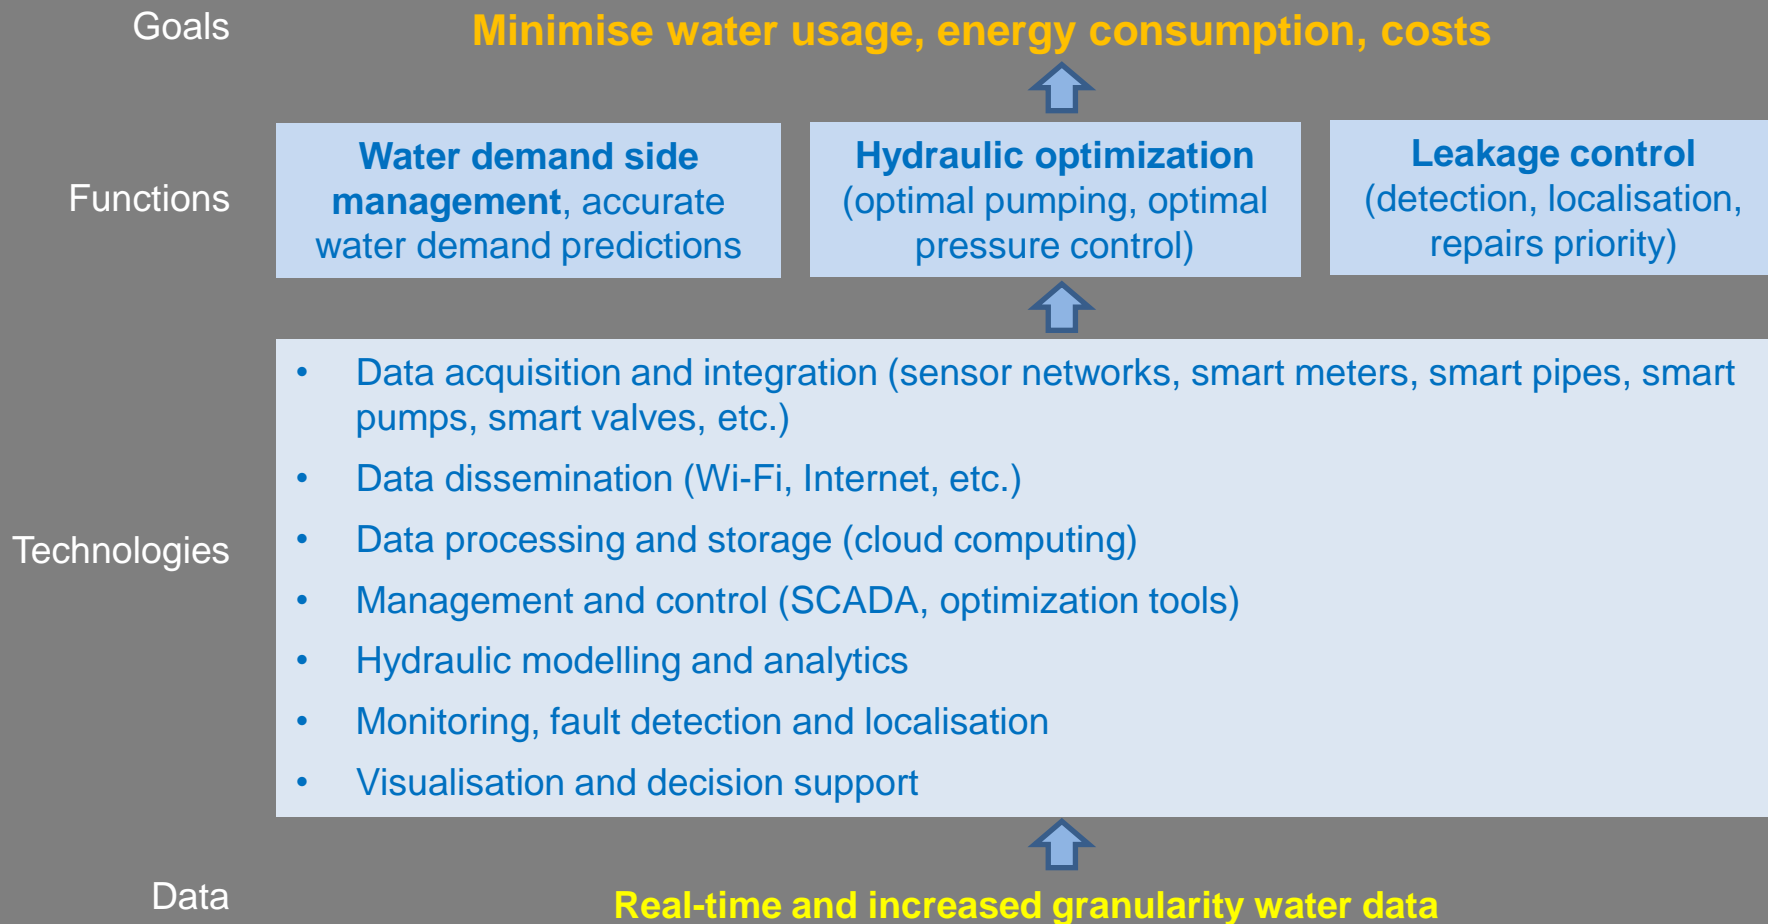 Goals
Minimise water usage, energy consumption, costs
Functions
Water demand side
management, accurate
water demand predictions
Hydraulic optimization
(optimal pumping, optimal
pressure control)
Leakage control
(detection, localisation,
repairs priority)
Technologies
• Data acquisition and integration (sensor networks, smart meters, smart pipes, smart
pumps, smart valves, etc.)
• Data dissemination (Wi-Fi, Internet, etc.)
• Data processing and storage (cloud computing)
• Management and control (SCADA, optimization tools)
• Hydraulic modelling and analytics
• Monitoring, fault detection and localisation
• Visualisation and decision support
Data
Real-time and increased granularity water data